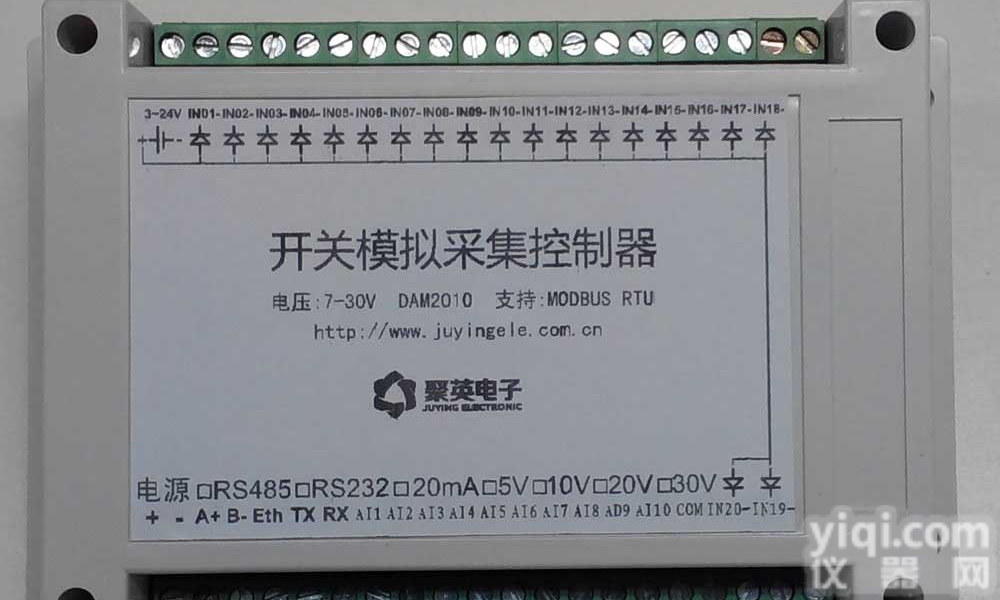 3~24V IN01- IN02- IN03- IN04- IN05- IN06- IN07- IN08- IN09- IN10- IN11- IN12- IN13- IN14- IN15- IN16- IN17- IN18-
+ -
开关模拟采集控制器
电压:7-30V DAM2010 支持:MODBUS RTU
http://www.juyingele.com.cn
聚英电子
JUYING ELECTRONIC
电源 □RS485□RS232□20mA□5V□10V□20V□30V
+ - A+ B- Eth TX RX AI1 AI2 AI3 AI4 AI5 AI6 AI7 AI8 AD9 AI10 COM IN20- IN19-
yiqi.com
仪器网